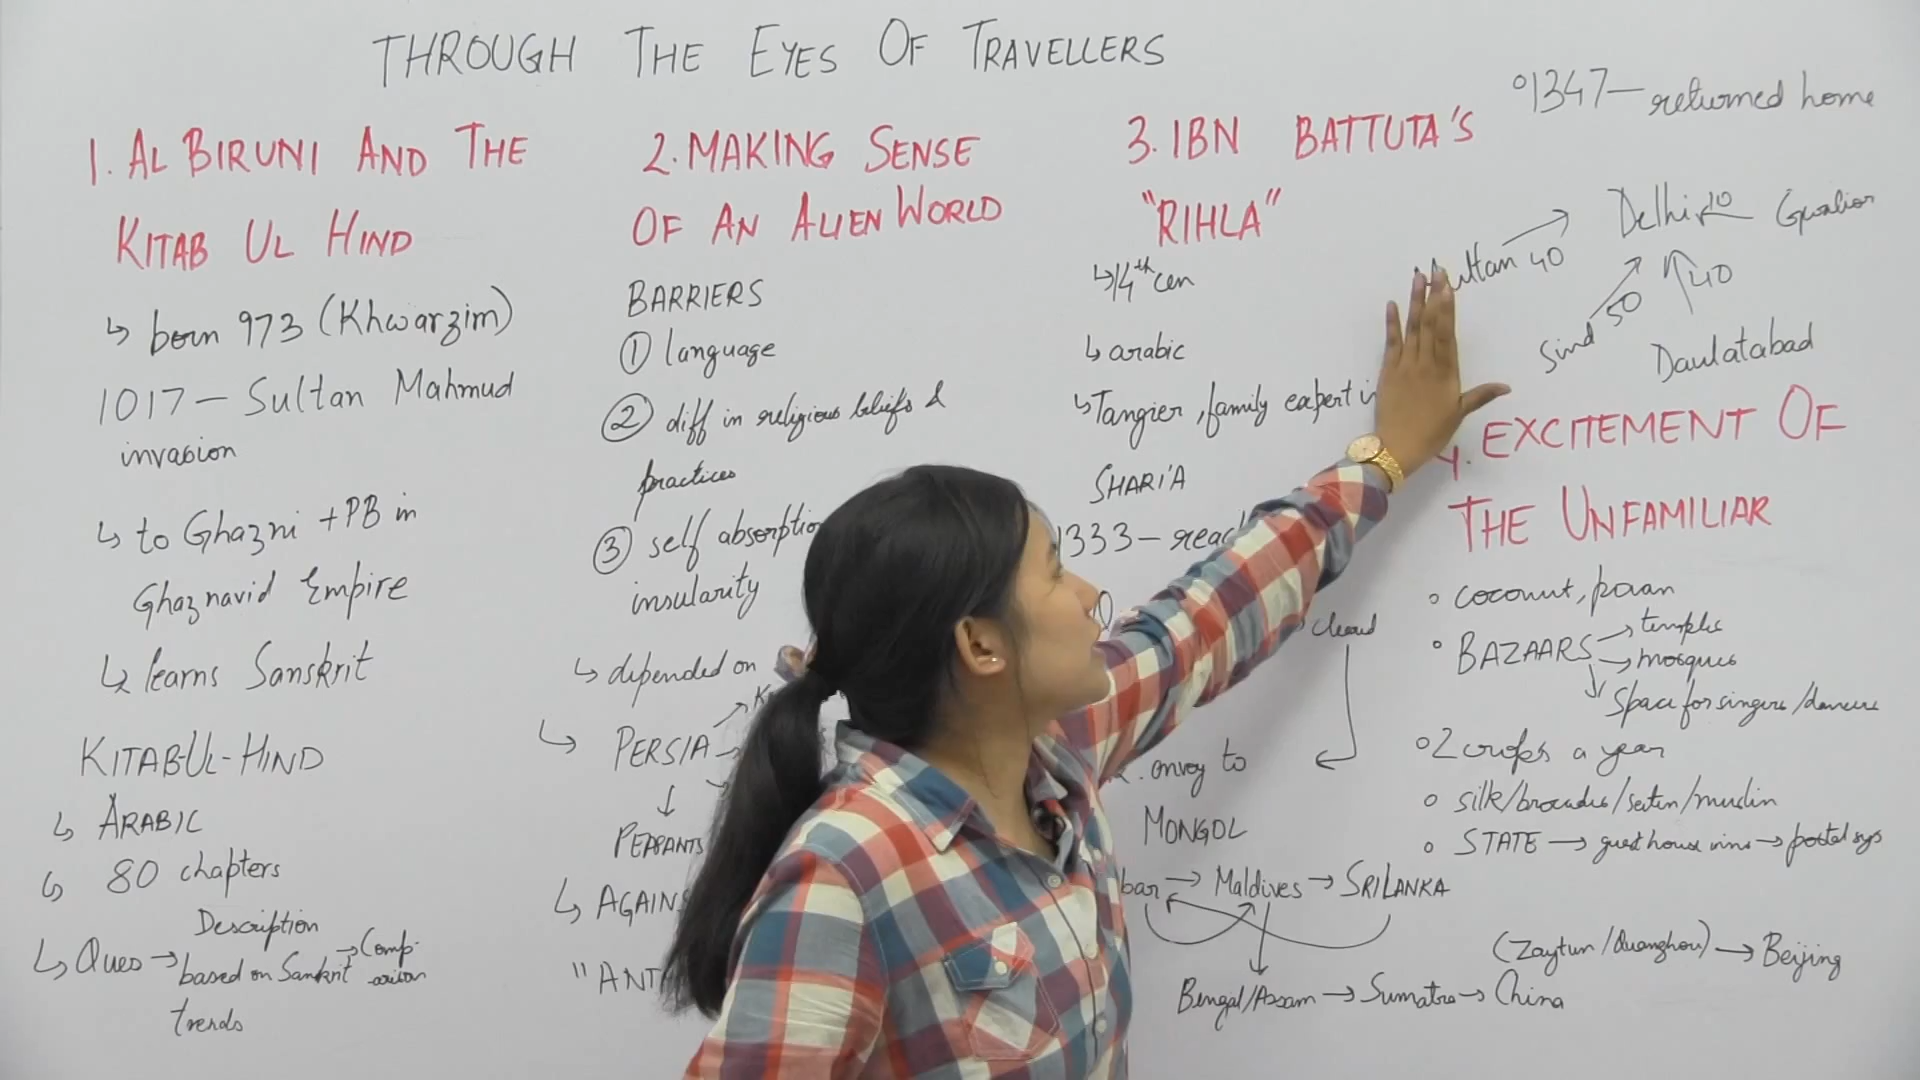 THROUGH THE EYES OF TRAVELLERS
1. AL BIRUNI AND THE
KITAB UL HIND
↳ born 973 (Khwarzim)
1017 — Sultan Mahmud
invasion
↳ to Ghazni + PB in
Ghaznavid Empire
↳ learns Sanskrit
KITAB-UL-HIND
↳ ARABIC
↳ 80 chapters
↳ Ques → Description
based on Sankrit
trends
→ Comp-
2. MAKING SENSE
OF AN ALIEN WORLD
BARRIERS
① language
② diff in religious beliefs &
practices
③ self absorption
insularity
↳ depended on
↳ PERSIA →
↓
↳ AGAINS
"ANTA
3. IBN BATTUTA'S
"RIHLA"
↳ 14th cen
↳ arabic
↳ Tangier, family expert in
SHARI'A
1333 — reac
MONGOL
bar → Maldives → SRILANKA
Bengal/Assam → Sumatra → China
(Zaytun/Quanzhou) → Beijing
° 1347 — returned home
Delhi 10 Gwalior
ultan 40
Sind 50
40
Daulatabad
4. EXCITEMENT OF
THE UNFAMILIAR
° coconut, paan
° BAZAARS → temples
→ mosques
Space for singers/dancers
° 2 crops a year
° silk/brocades/satin/muslin
° STATE → guest house inns → postal sys